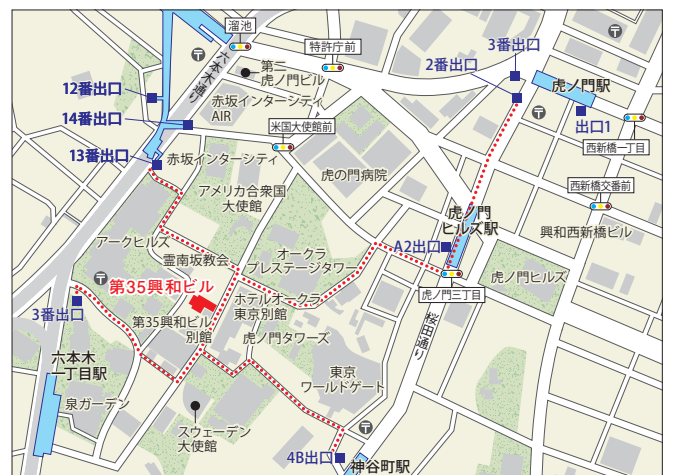 溜池
特許庁前
3番出口
2番出口
虎ノ門駅
六本木通り
第二
虎ノ門ビル
12番出口
赤坂インターシティ
AIR
14番出口
米国大使館前
出口1
西新橋一丁目
13番出口
赤坂インターシティ
虎の門病院
アメリカ合衆国
大使館
西新橋交番前
虎ノ門
ヒルズ駅
興和西新橋ビル
アークヒルズ
A2出口
霊南坂教会
オークラ
プレステージタワー
虎ノ門ヒルズ
第35興和ビル
虎ノ門三丁目
3番出口
第35興和ビル
別館
ホテルオークラ
東京別館
桜田通り
虎ノ門タワーズ
六本木
一丁目駅
東京
ワールドゲート
泉ガーデン
スウェーデン
大使館
4B出口
神谷町駅